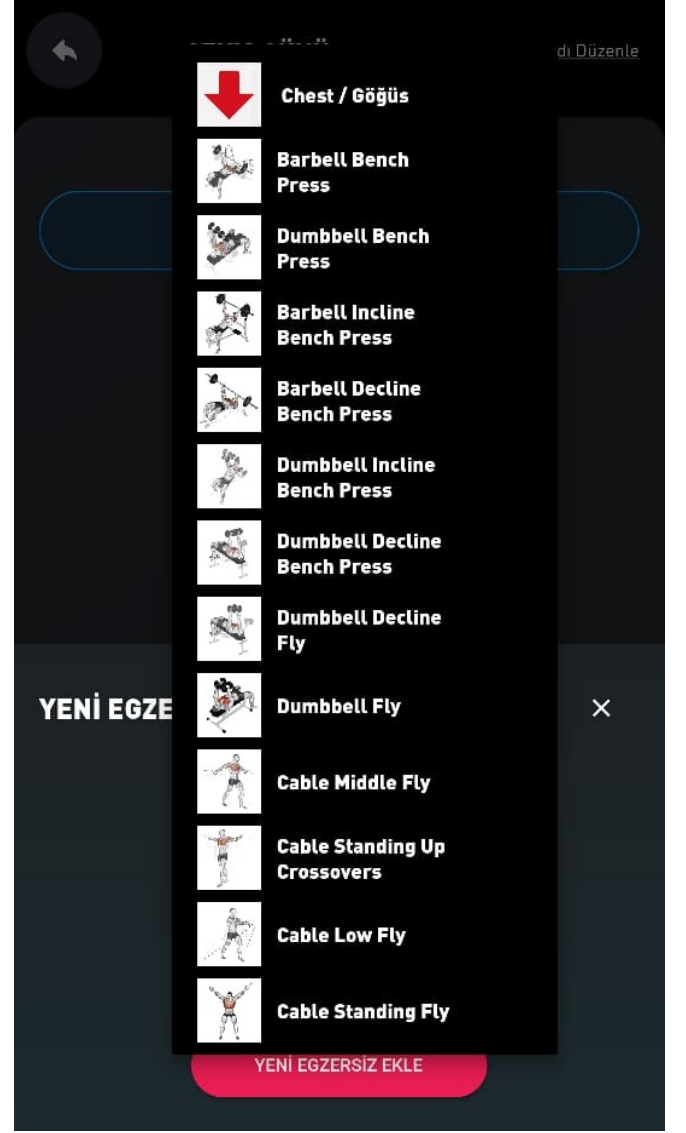 dı Düzenle
Chest / Göğüs
Barbell Bench
Press
Dumbbell Bench
Press
Barbell Incline
Bench Press
Barbell Decline
Bench Press
Dumbbell Incline
Bench Press
Dumbbell Decline
Bench Press
Dumbbell Decline
Fly
YENİ EGZE
Dumbbell Fly
Cable Middle Fly
Cable Standing Up
Crossovers
Cable Low Fly
Cable Standing Fly
YENİ EGZERSİZ EKLE